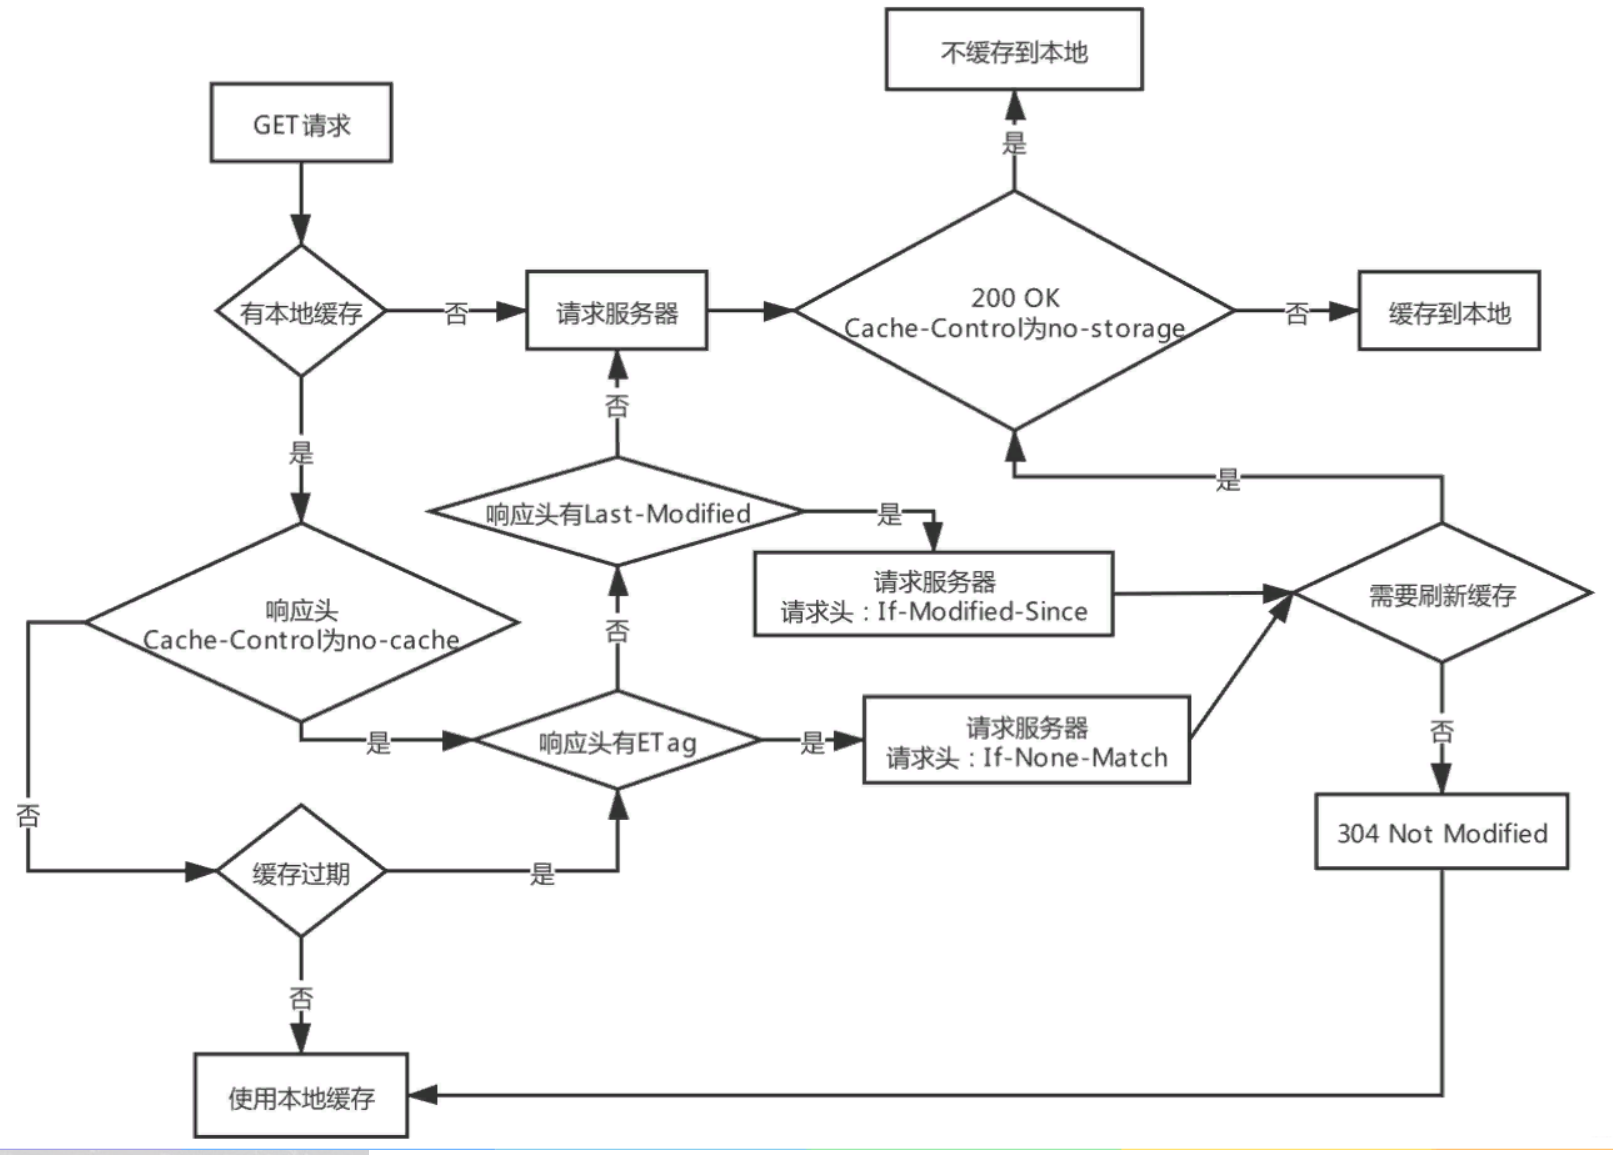 不缓存到本地
GET请求
是
有本地缓存
否
请求服务器
200 OK
Cache-Control为no-storage
否
缓存到本地
否
是
响应头有Last-Modified
是
是
请求服务器
请求头：If-Modified-Since
需要刷新缓存
响应头
Cache-Control为no-cache
否
是
响应头有ETag
是
请求服务器
请求头：If-None-Match
否
否
304 Not Modified
缓存过期
是
否
使用本地缓存